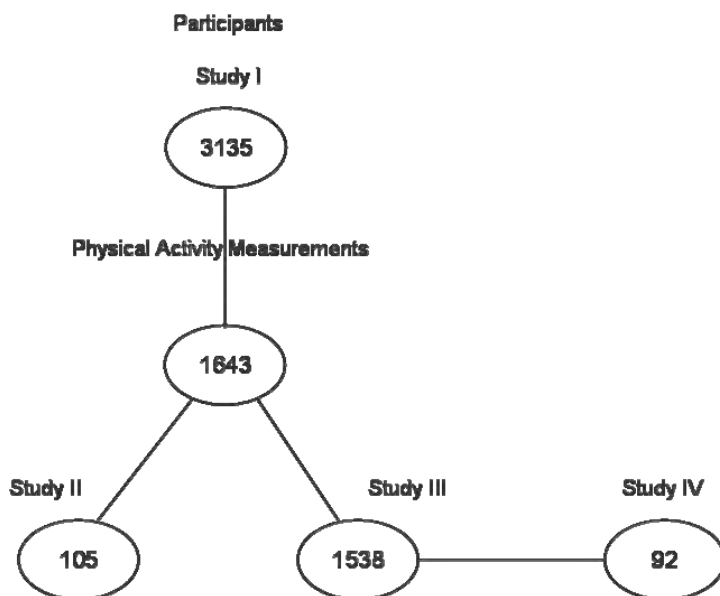 Participants
Study I
3135
Physical Activity Measurements
1643
Study II
Study III
Study IV
105
1538
92